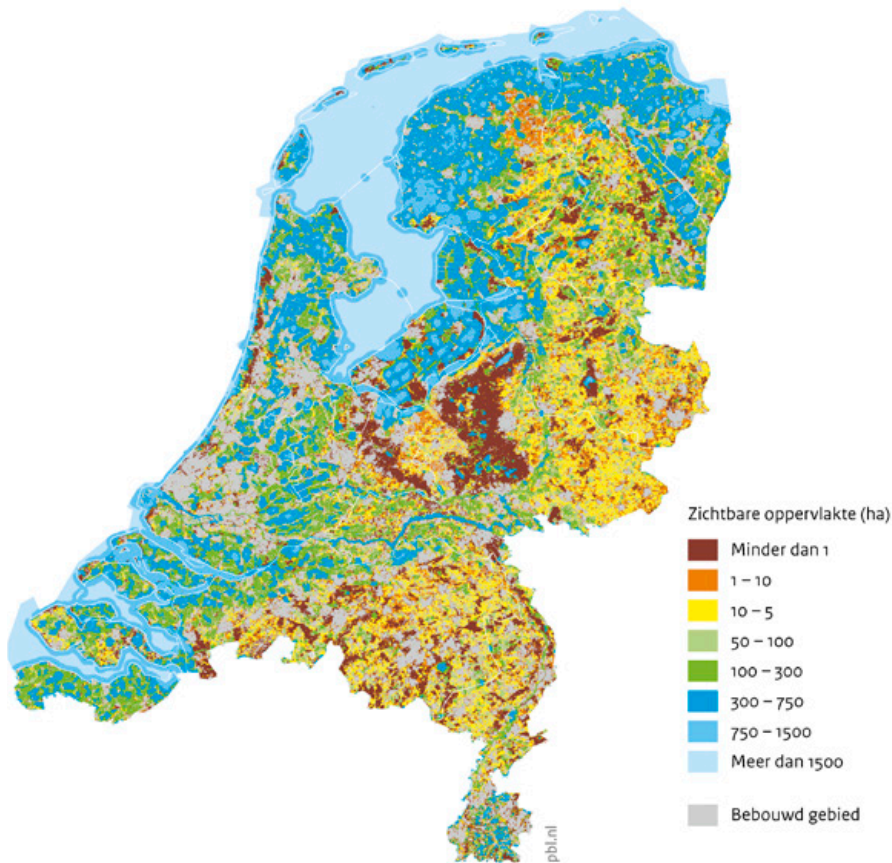 Zichtbare oppervlakte (ha)
Minder dan 1
1 – 10
10 – 5
50 – 100
100 – 300
300 – 750
750 – 1500
Meer dan 1500
Bebouwd gebied
pbl.nl